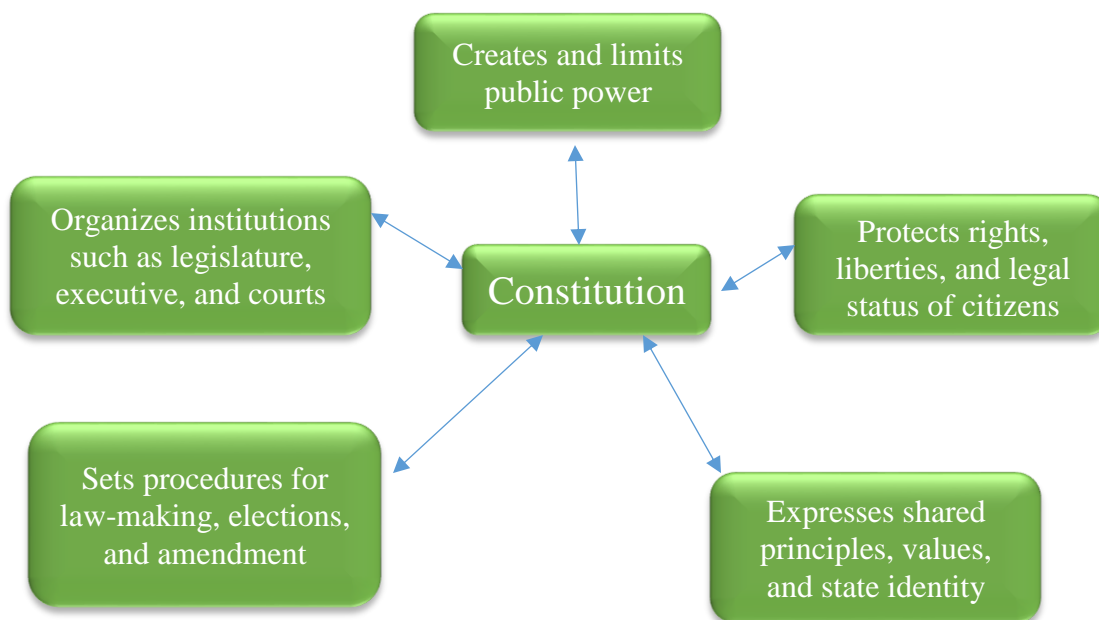 Creates and limits
public power
Organizes institutions
such as legislature,
executive, and courts
Constitution
Protects rights,
liberties, and legal
status of citizens
Sets procedures for
law-making, elections,
and amendment
Expresses shared
principles, values,
and state identity